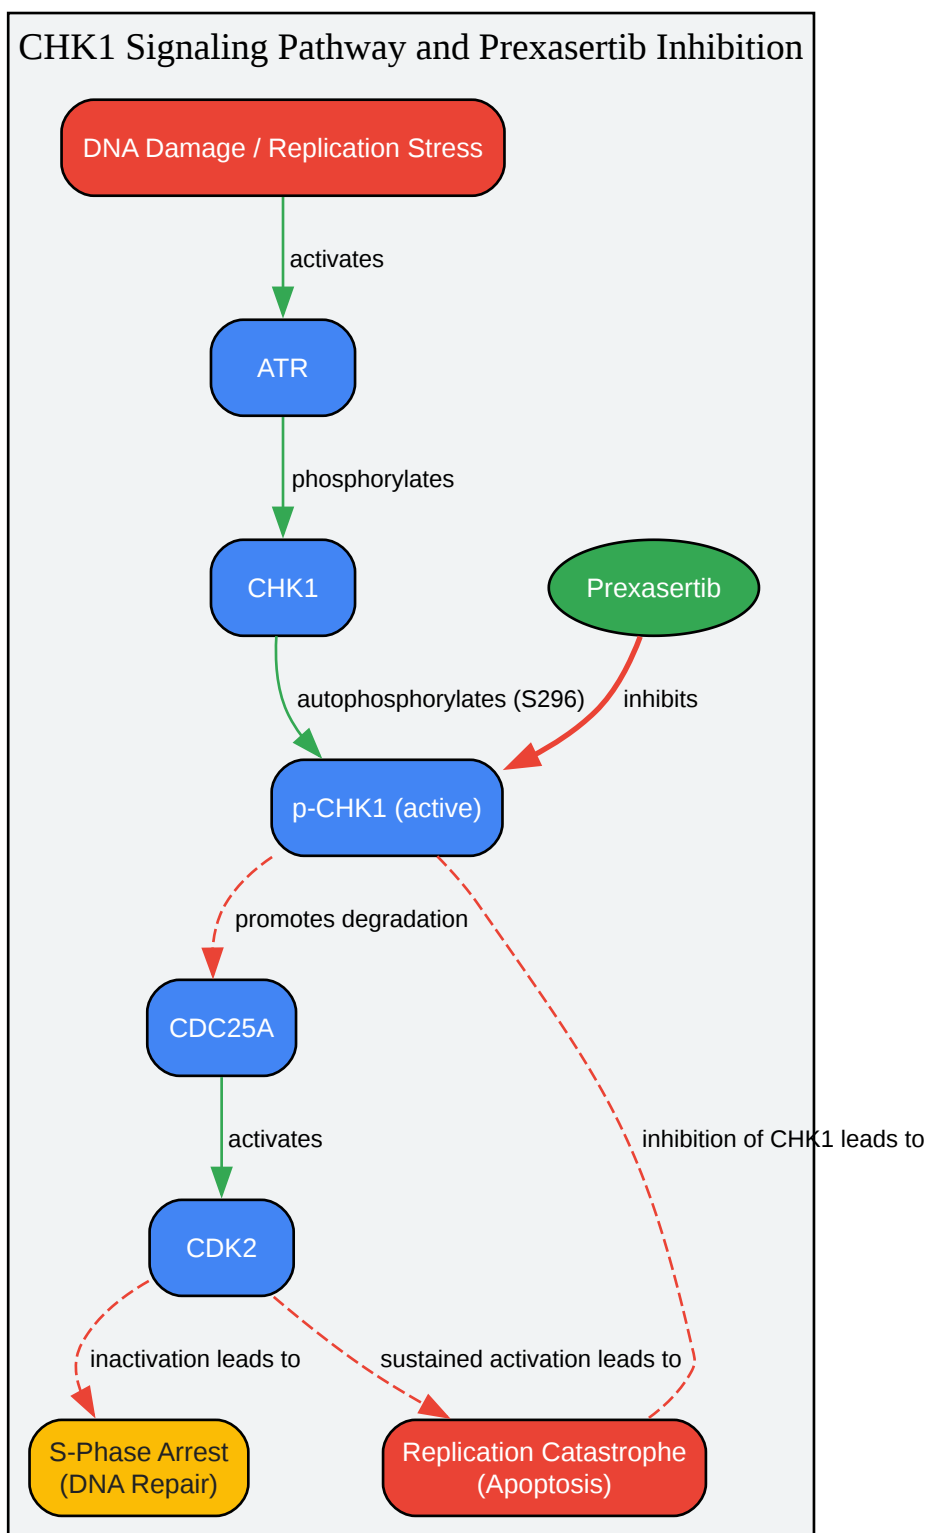 CHK1 Signaling Pathway and Prexasertib Inhibition
DNA Damage / Replication Stress
activates
ATR
phosphorylates
CHK1
Prexasertib
autophosphorylates (S296)
inhibits
p-CHK1 (active)
promotes degradation
CDC25A
activates
inhibition of CHK1 leads to
CDK2
inactivation leads to
sustained activation leads to
S-Phase Arrest
(DNA Repair)
Replication Catastrophe
(Apoptosis)